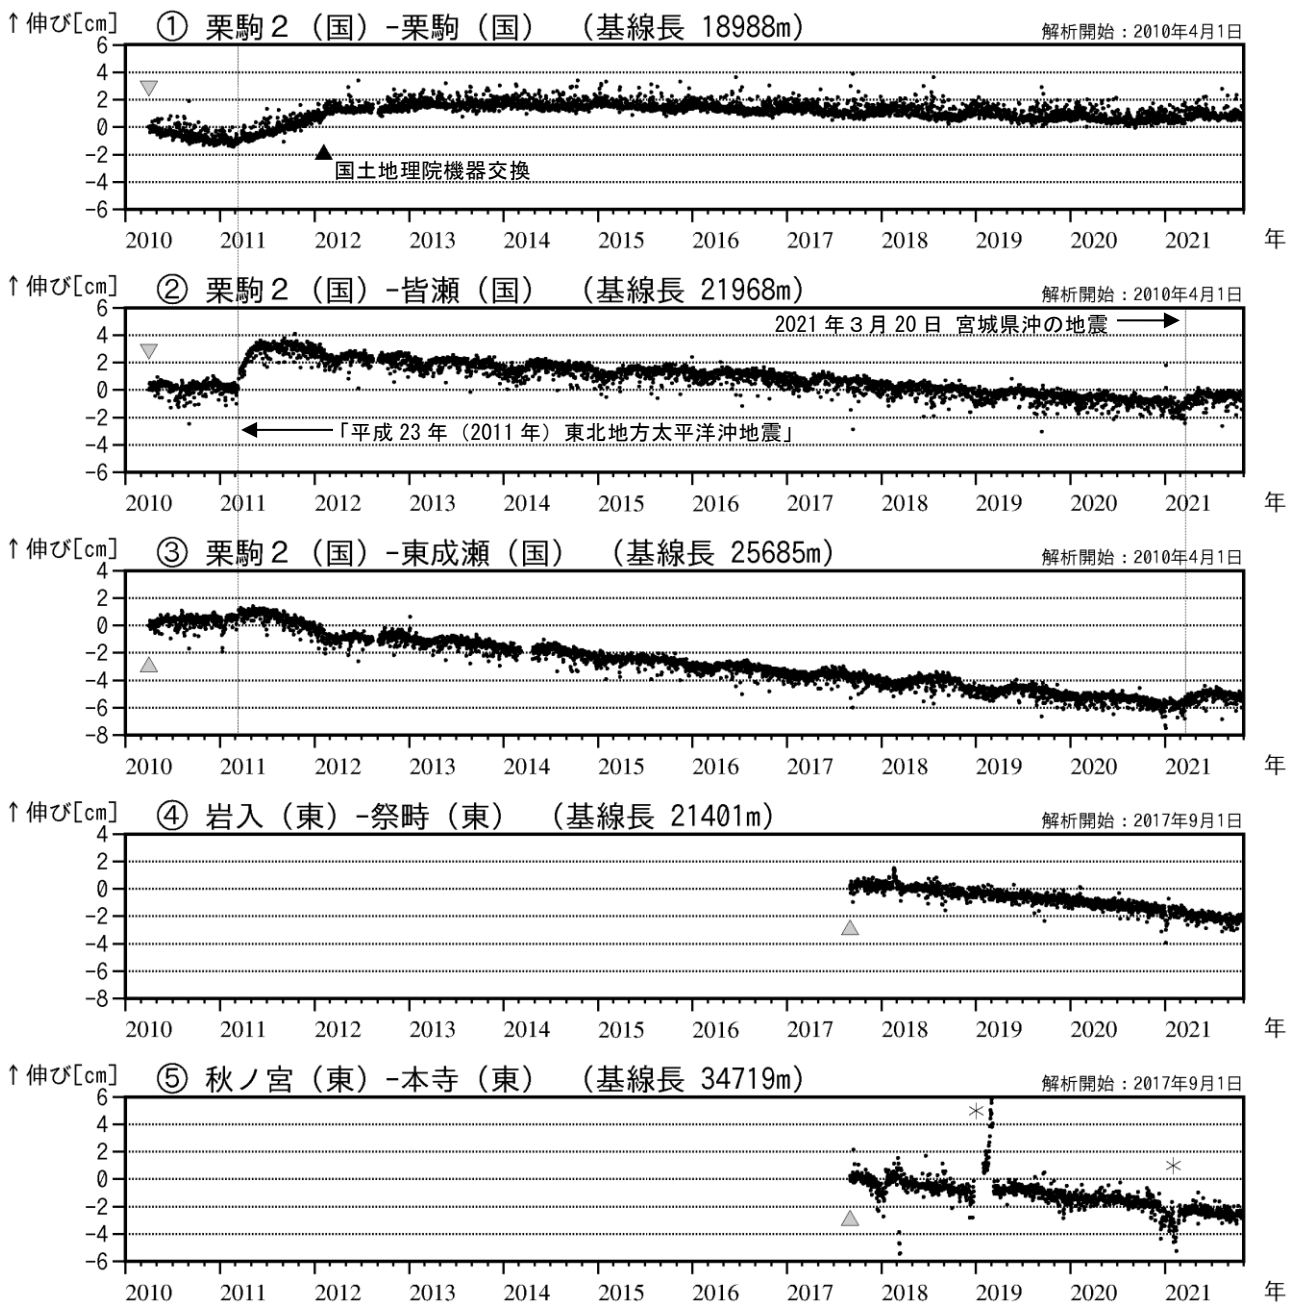 ↑伸び[cm] ① 栗駒２（国）-栗駒（国） （基線長 18988m） 解析開始：2010年4月1日
6
4
2
0
-2
-4
-6
▲
国土地理院機器交換
2010 2011 2012 2013 2014 2015 2016 2017 2018 2019 2020 2021 年
↑伸び[cm] ② 栗駒２（国）-皆瀬（国） （基線長 21968m） 解析開始：2010年4月1日
6
4
2
0
-2
-4
-6
2021 年３月 20 日 宮城県沖の地震
「平成 23 年（2011 年）東北地方太平洋沖地震」
2010 2011 2012 2013 2014 2015 2016 2017 2018 2019 2020 2021 年
↑伸び[cm] ③ 栗駒２（国）-東成瀬（国） （基線長 25685m） 解析開始：2010年4月1日
4
2
0
-2
-4
-6
-8
2010 2011 2012 2013 2014 2015 2016 2017 2018 2019 2020 2021 年
↑伸び[cm] ④ 岩入（東）-祭畤（東） （基線長 21401m） 解析開始：2017年9月1日
4
2
0
-2
-4
-6
-8
2010 2011 2012 2013 2014 2015 2016 2017 2018 2019 2020 2021 年
↑伸び[cm] ⑤ 秋ノ宮（東）-本寺（東） （基線長 34719m） 解析開始：2017年9月1日
6
4
2
0
-2
-4
-6
＊
＊
2010 2011 2012 2013 2014 2015 2016 2017 2018 2019 2020 2021 年